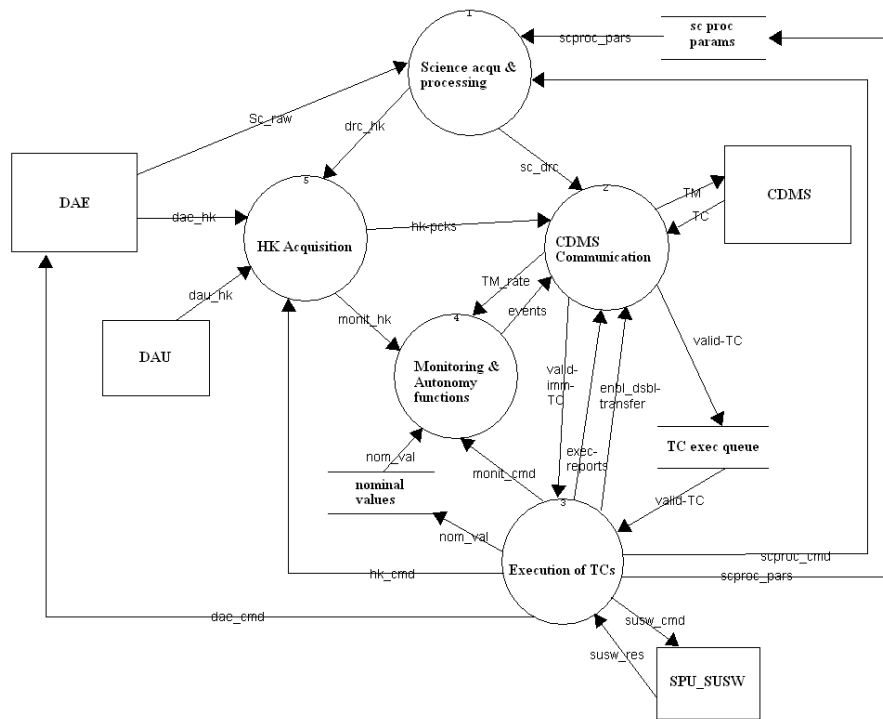 1
Science acqu &
processing
scproc_pars
sc proc
params
Sc_raw
drc_hk
sc_drc
DAE
5
HK Acquisition
dae_hk
hk-pcks
2
CDMS
Communication
TM
TC
CDMS
dau_hk
DAU
monit_hk
TM_rate
events
4
Monitoring &
Autonomy
functions
valid-
imm-
TC
enbl_dsbl-
transfer
valid-TC
TC exec queue
exec-
reports
nom_val
nominal
values
monit_cmd
valid-TC
nom_val
3
Execution of TCs
scproc_cmd
hk_cmd
scproc_pars
dae_cmd
susw_cmd
susw_res
SPU_SUSW